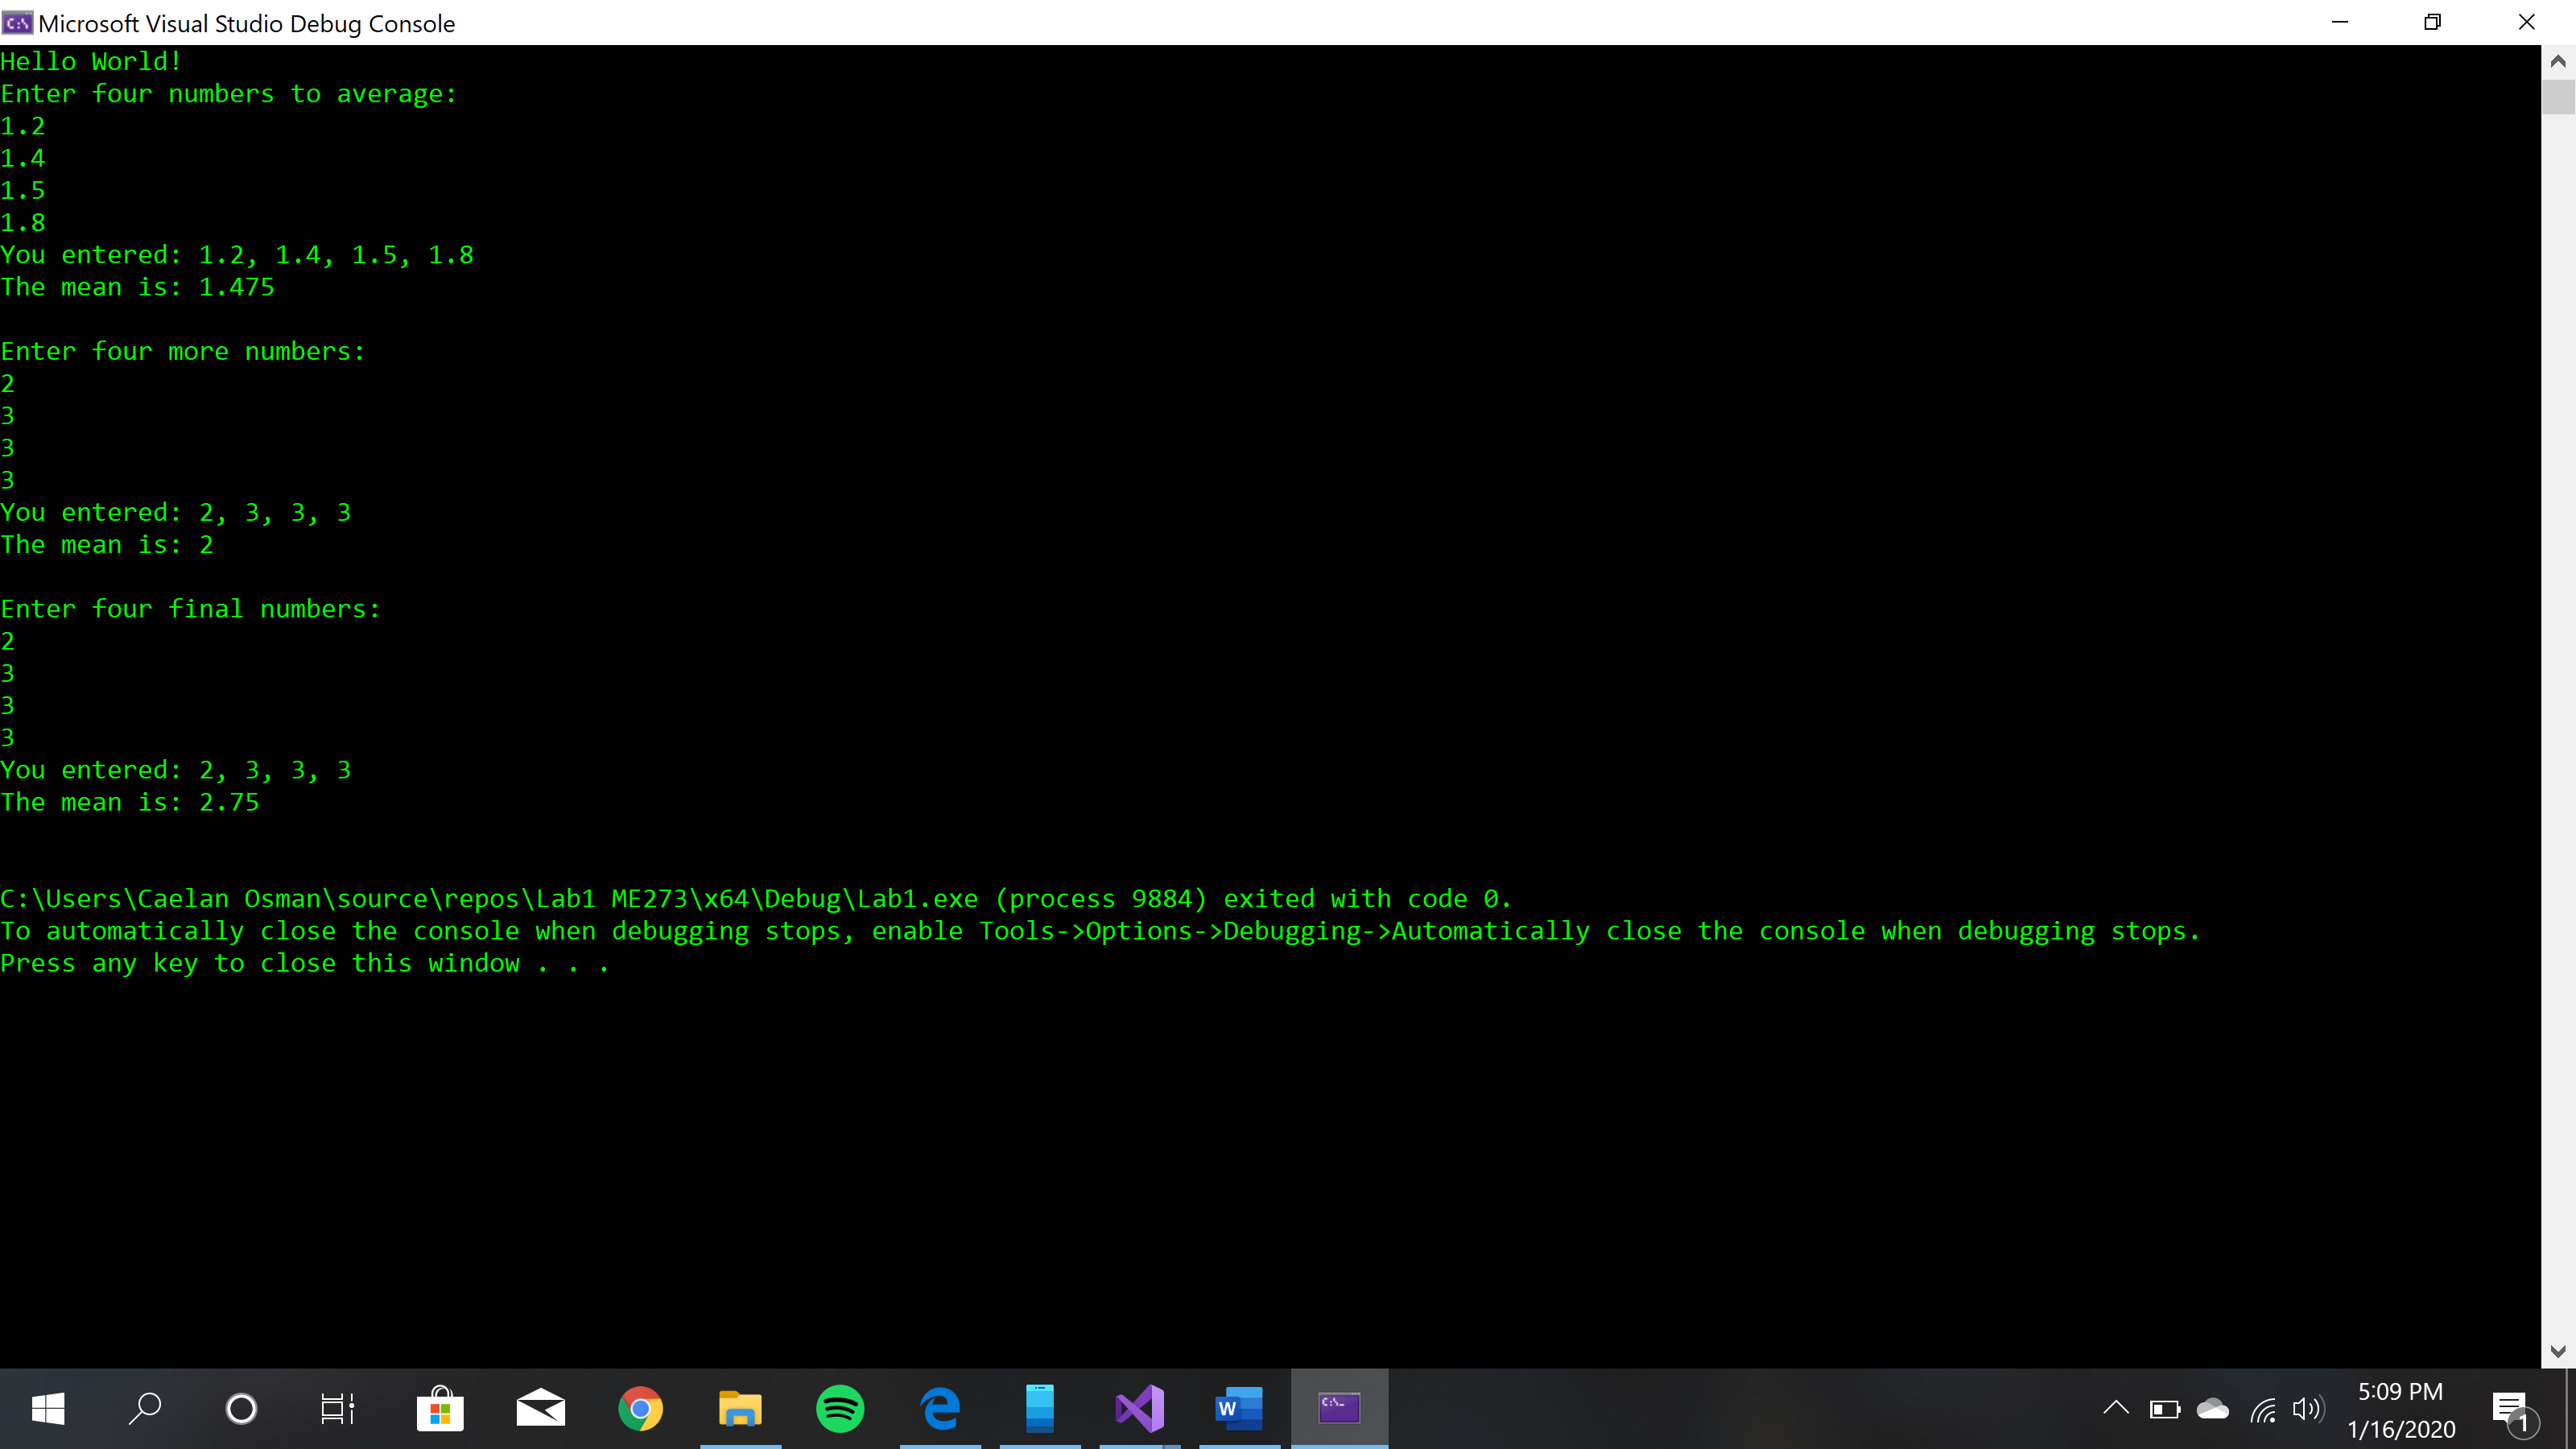 Microsoft Visual Studio Debug Console
Hello World!
Enter four numbers to average:
1.2
1.4
1.5
1.8
You entered: 1.2, 1.4, 1.5, 1.8
The mean is: 1.475
Enter four more numbers:
2
3
3
3
You entered: 2, 3, 3, 3
The mean is: 2
Enter four final numbers:
2
3
3
3
You entered: 2, 3, 3, 3
The mean is: 2.75
C:\Users\Caelan Osman\source\repos\Lab1 ME273\x64\Debug\Lab1.exe (process 9884) exited with code 0.
To automatically close the console when debugging stops, enable Tools->Options->Debugging->Automatically close the console when debugging stops.
Press any key to close this window . . .
5:09 PM
1/16/2020
1